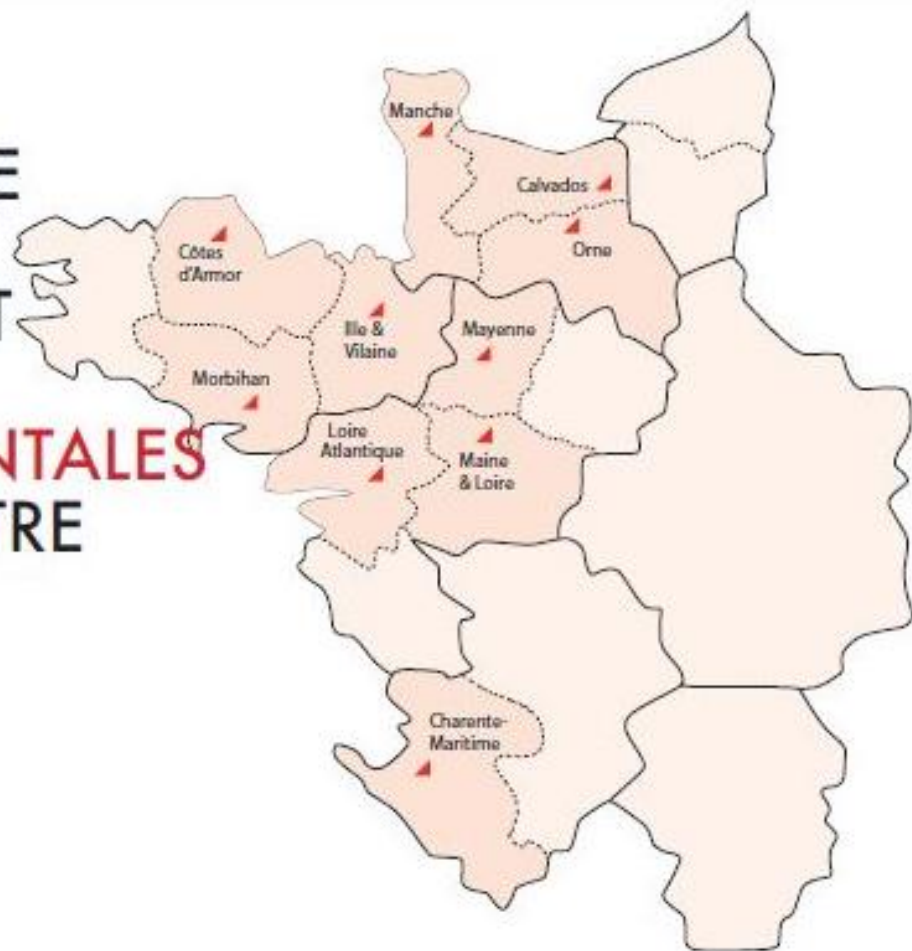 E
T
NTALES
TRE
Manche
Calvados
Orne
Côtes
d'Armor
Ille &
Vilaine
Mayenne
Morbihan
Loire
Atlantique
Maine
& Loire
Charente-
Maritime